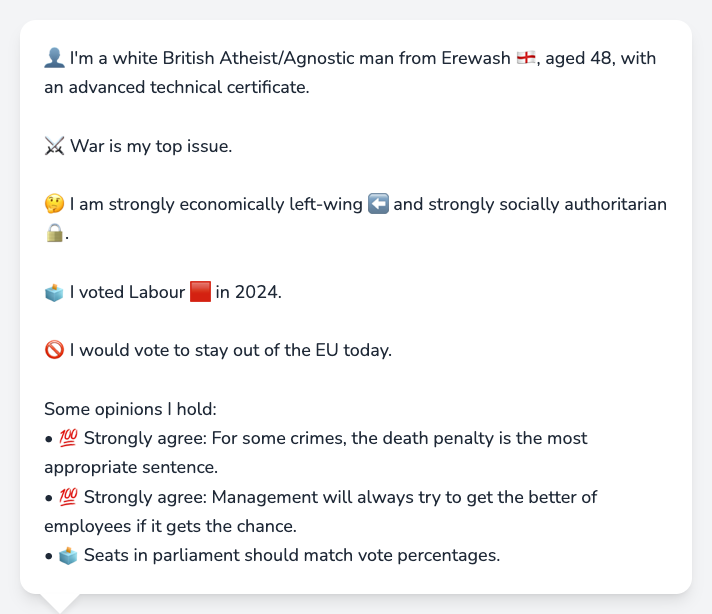 👤 I'm a white British Atheist/Agnostic man from Erewash 🏴󠁧󠁢󠁥󠁮󠁧󠁿, aged 48, with
an advanced technical certificate.
⚔️ War is my top issue.
🤔 I am strongly economically left-wing ⬅️ and strongly socially authoritarian
🔒.
🗳️ I voted Labour 🟥 in 2024.
🚫 I would vote to stay out of the EU today.
Some opinions I hold:
• 💯 Strongly agree: For some crimes, the death penalty is the most
appropriate sentence.
• 💯 Strongly agree: Management will always try to get the better of
employees if it gets the chance.
• 🗳️ Seats in parliament should match vote percentages.